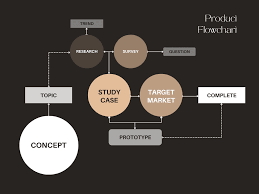 Product
Flowchart
TREND
RESEARCH
SURVEY
QUESTION
TOPIC
STUDY
CASE
TARGET
MARKET
COMPLETE
PROTOTYPE
CONCEPT